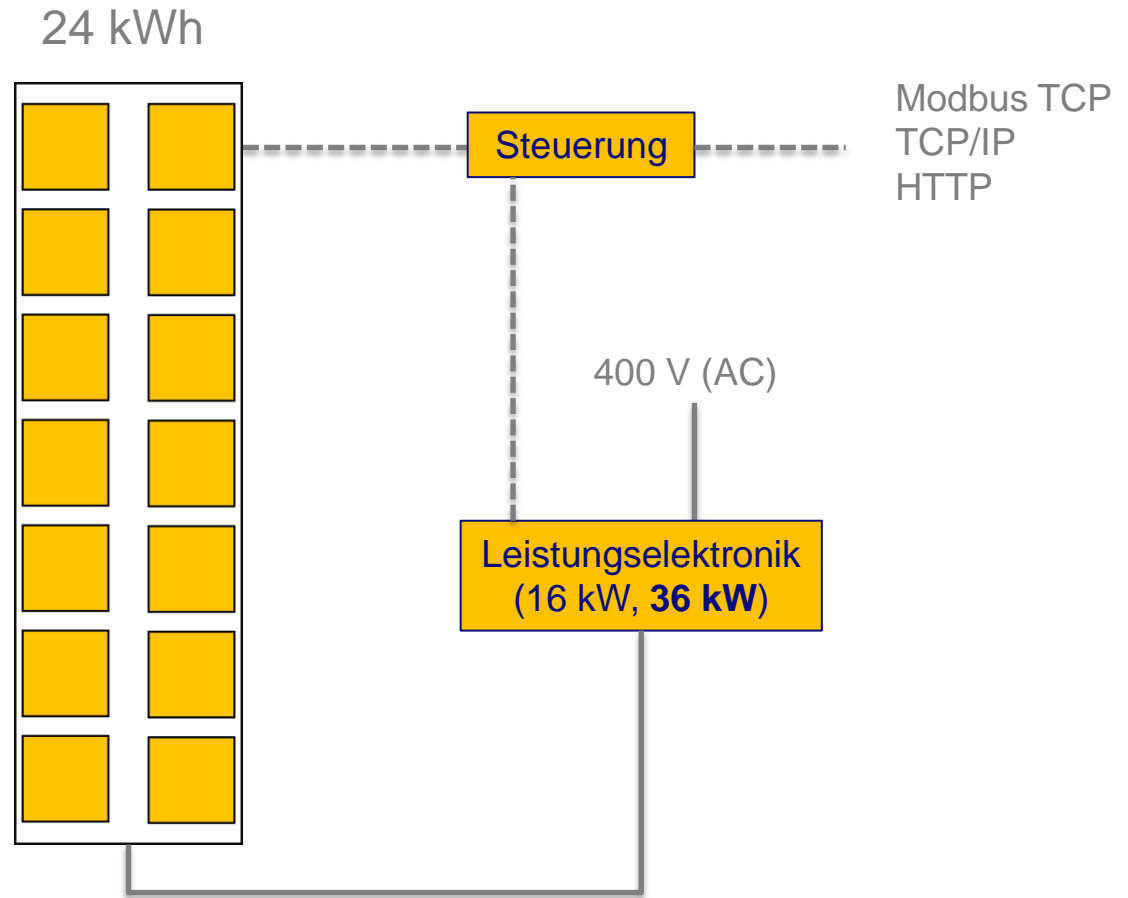 24 kWh
Steuerung
Modbus TCP
TCP/IP
HTTP
400 V (AC)
Leistungselektronik
(16 kW, 36 kW)